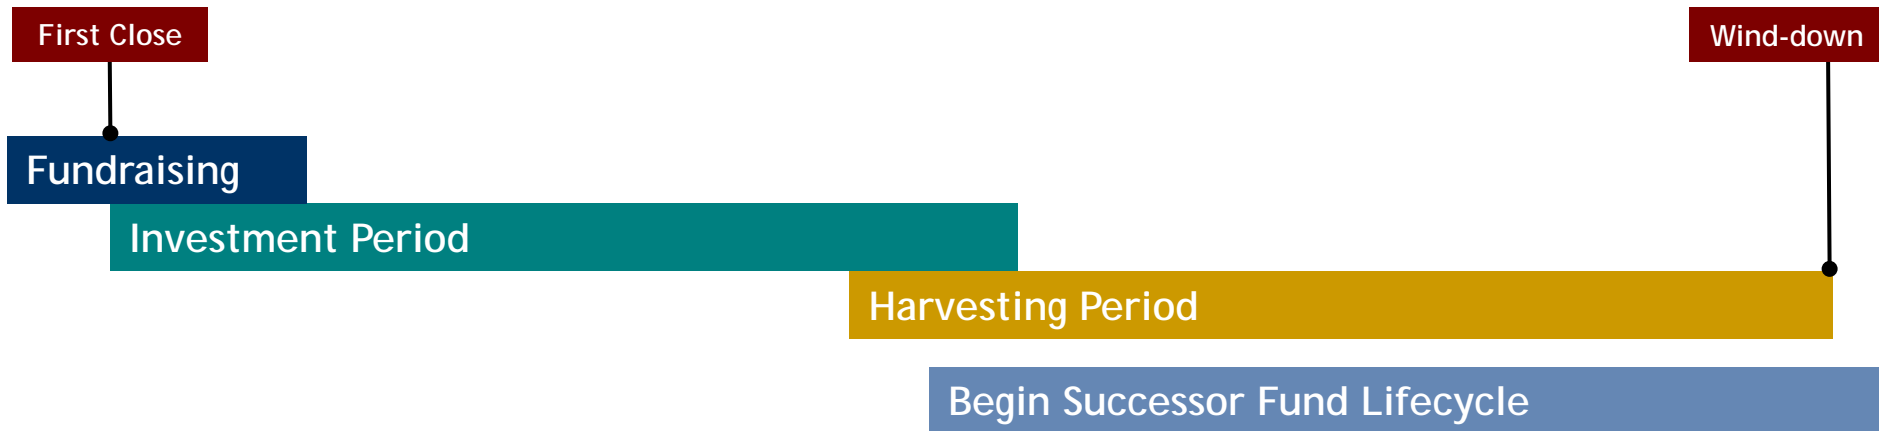 First Close
Wind-down
Fundraising
Investment Period
Harvesting Period
Begin Successor Fund Lifecycle